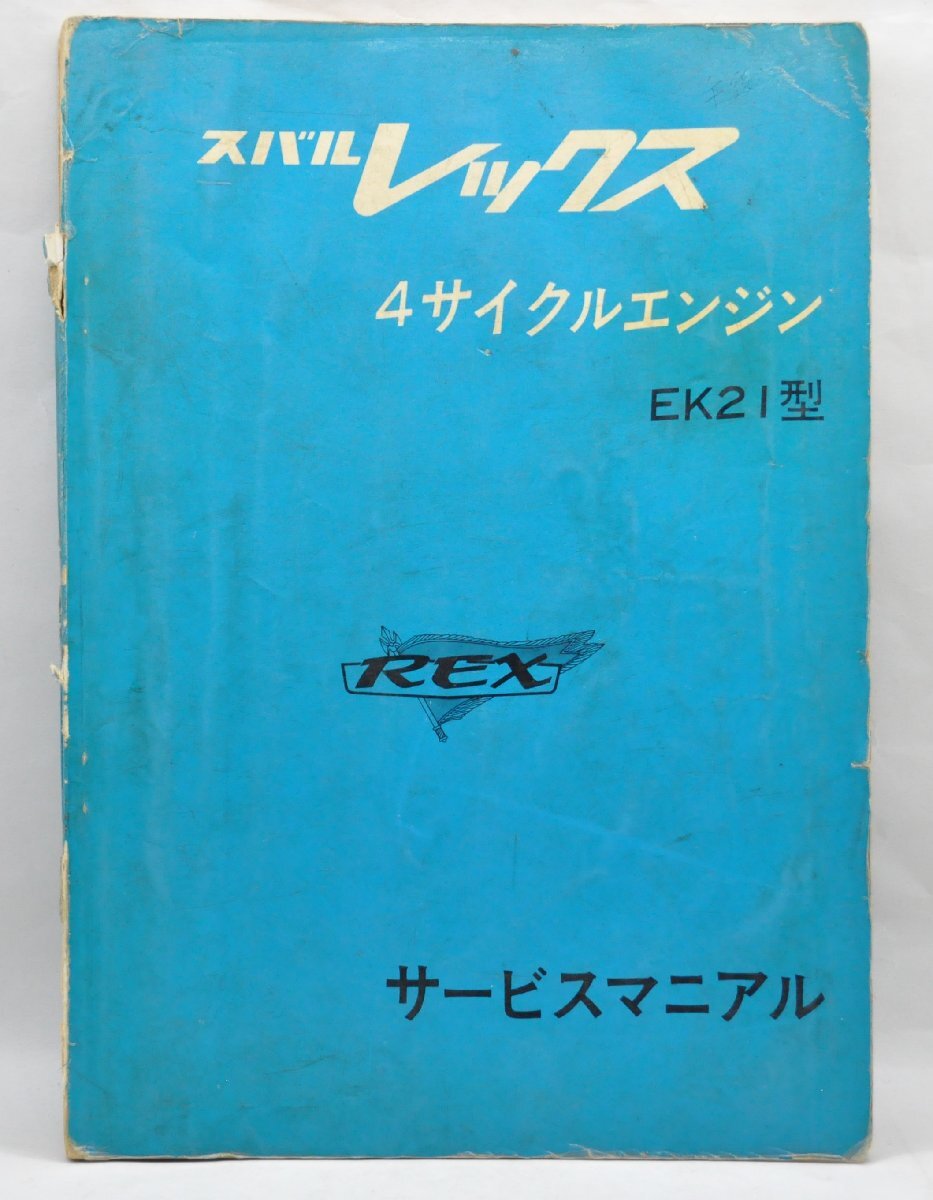 スバルレックス
4サイクルエンジン
EK21型
REX
サービスマニアル